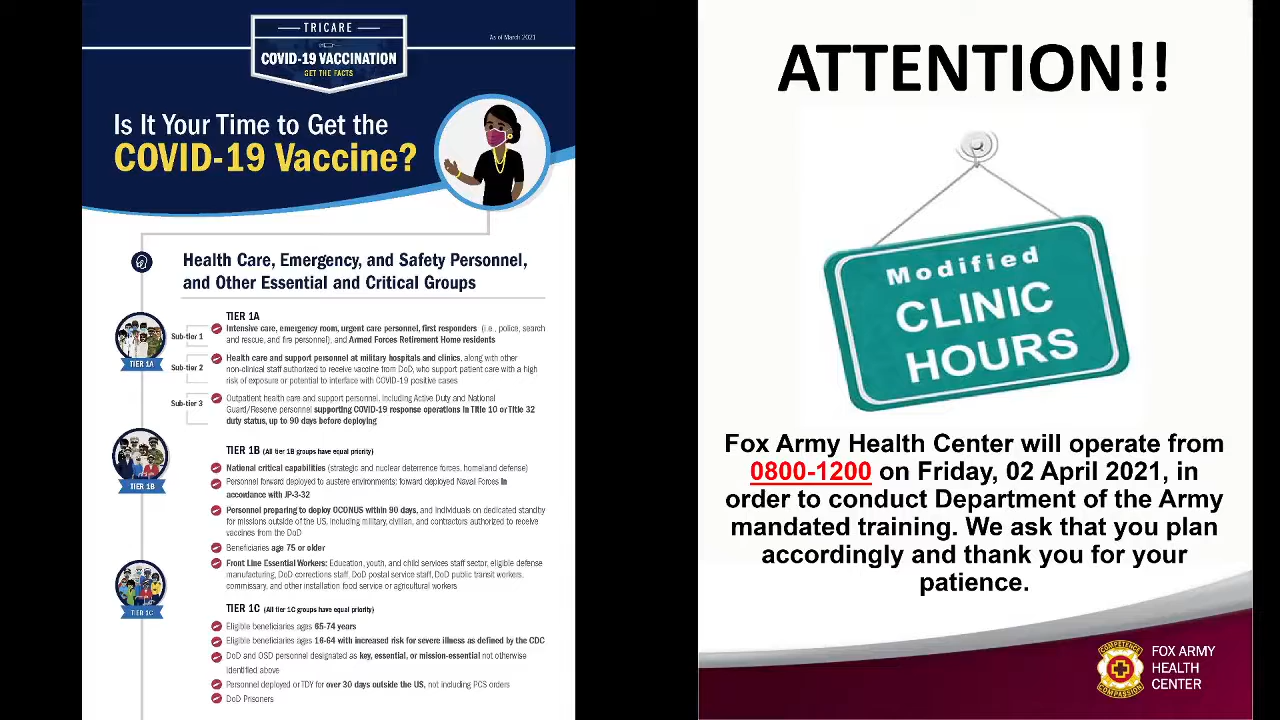 TRICARE
COVID-19 VACCINATION
GET THE FACTS
As of March 2021
Is It Your Time to Get the
COVID-19 Vaccine?
Health Care, Emergency, and Safety Personnel,
and Other Essential and Critical Groups
TIER 1A
TIER 1A
Sub-tier 1
Intensive care, emergency room, urgent care personnel, first responders (i.e., police, search
and rescue, and fire personnel), and Armed Forces Retirement Home residents
Sub-tier 2
Health care and support personnel at military hospitals and clinics, along with other
non-clinical staff authorized to receive vaccine from DoD, who support patient care with a high
risk of exposure or potential to interface with COVID-19 positive cases
Sub-tier 3
Outpatient health care and support personnel, including Active Duty and National
Guard/Reserve personnel supporting COVID-19 response operations in Title 10 or Title 32
duty status, up to 90 days before deploying
TIER 1B
TIER 1B (All tier 1B groups have equal priority)
National critical capabilities (strategic and nuclear deterrence forces, homeland defense)
Personnel forward deployed to austere environments; forward deployed Naval Forces in
accordance with JP-3-32
Personnel preparing to deploy OCONUS within 90 days, and individuals on dedicated standby
for missions outside of the US, including military, civilian, and contractors authorized to receive
vaccines from the DoD
Beneficiaries age 75 or older
Front Line Essential Workers: Education, youth, and child services staff sector, eligible defense
manufacturing, DoD corrections staff, DoD postal service staff, DoD public transit workers,
commissary, and other installation food service or agricultural workers
TIER 1C
TIER 1C (All tier 1C groups have equal priority)
Eligible beneficiaries ages 65-74 years
Eligible beneficiaries ages 16-64 with increased risk for severe illness as defined by the CDC
DoD and OSD personnel designated as key, essential, or mission-essential not otherwise
identified above
Personnel deployed or TDY for over 30 days outside the US, not including PCS orders
DoD Prisoners
ATTENTION!!
Modified
CLINIC
HOURS
Fox Army Health Center will operate from
0800-1200 on Friday, 02 April 2021, in
order to conduct Department of the Army
mandated training. We ask that you plan
accordingly and thank you for your
patience.
COMPETENCE
COMPASSION
FOX ARMY
HEALTH
CENTER